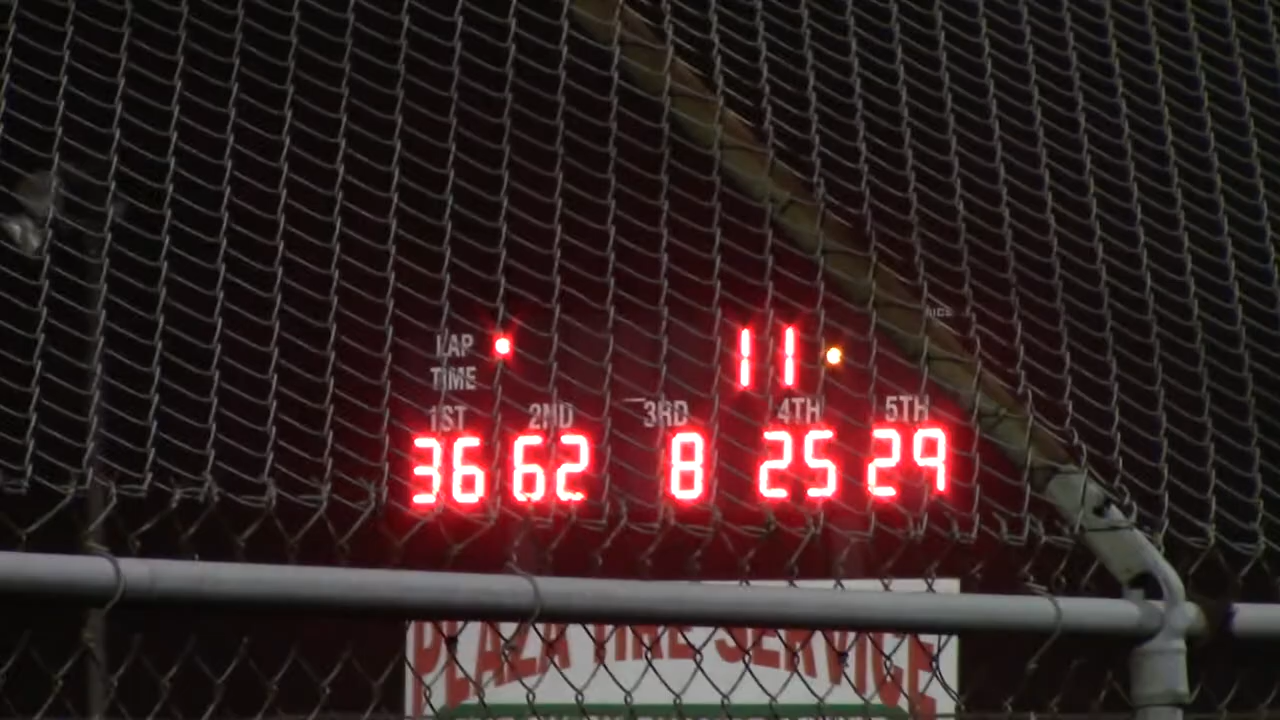 LAP 11
TIME
1ST 2ND 3RD 4TH 5TH
36 62 8 25 29
PLAZA TIRE SERVICE